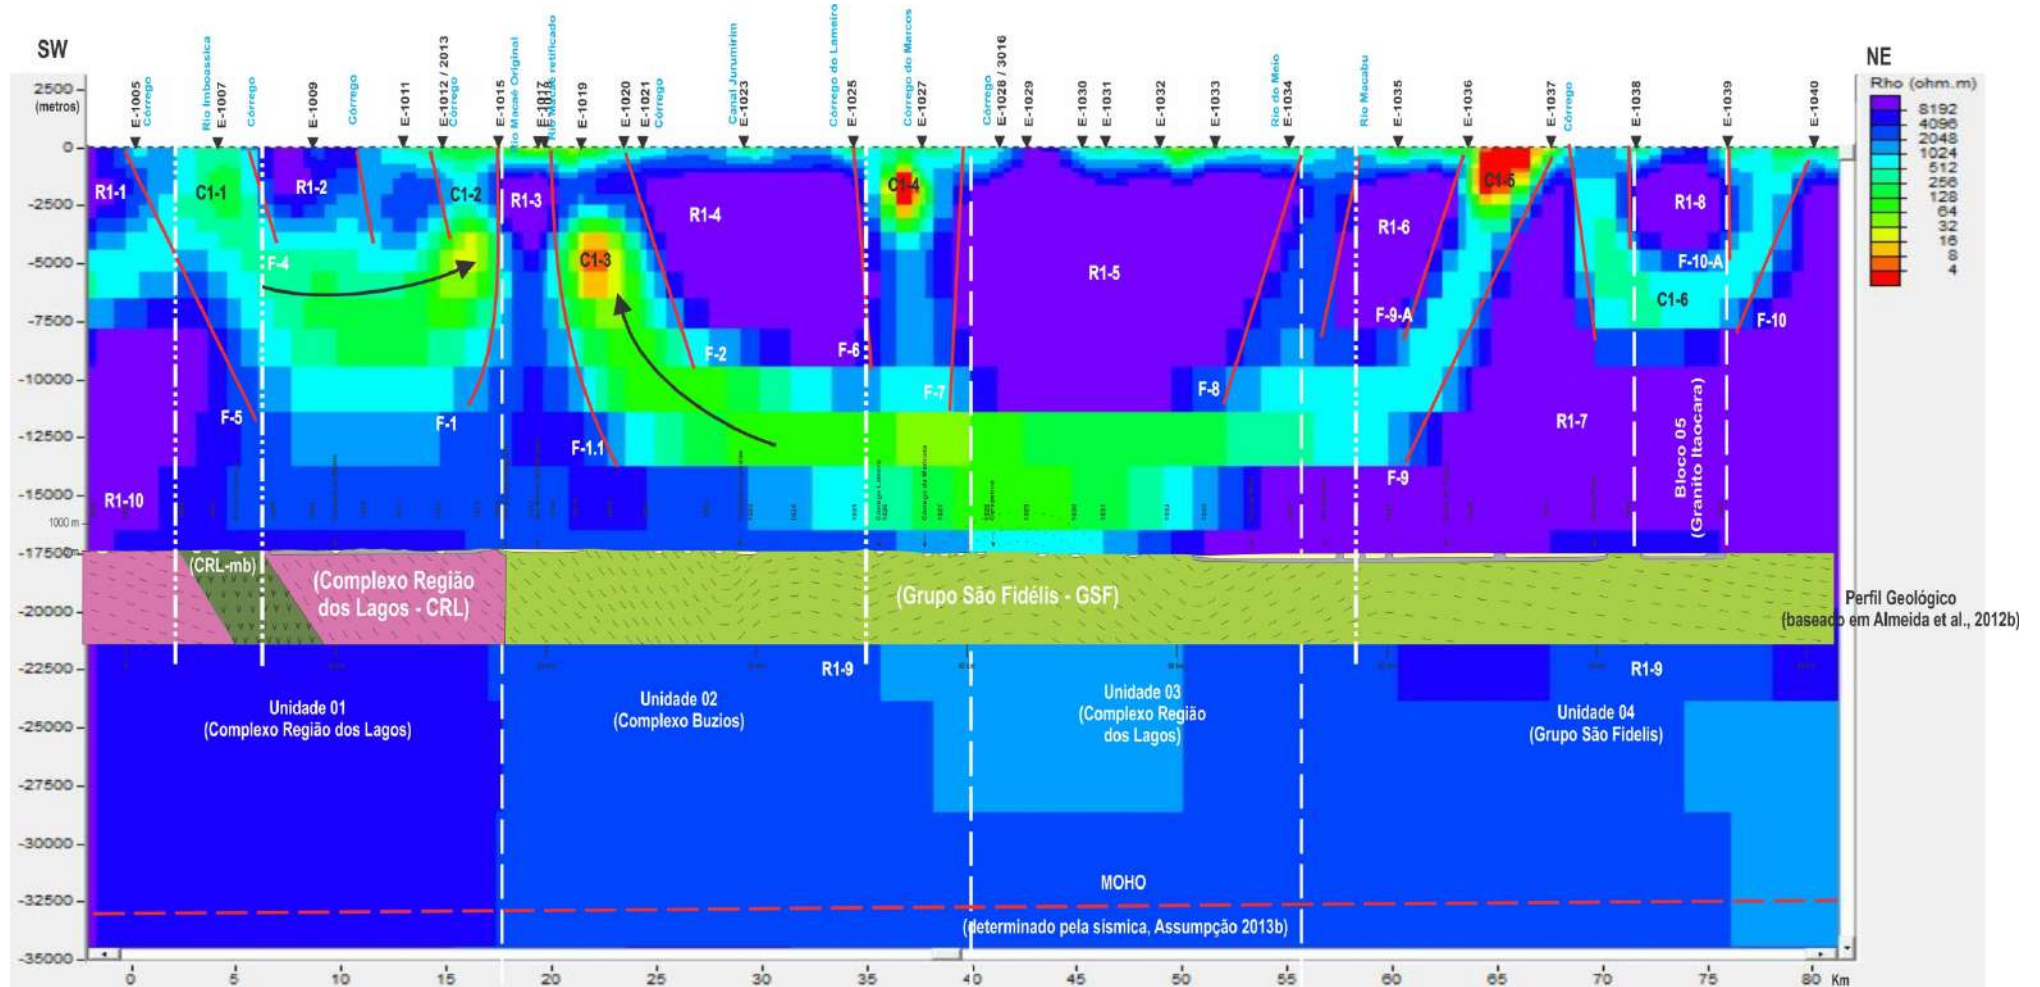 SW
NE
E-1005
Córrego
Rio Imboassica
E-1007
Córrego
E-1009
Córrego
E-1011
E-1012 / 2013
Córrego
E-1015
Rio Macaé Original
E-1017
Rio Macaé retificado
E-1019
E-1020
E-1021
Córrego
Canal Jurumirim
E-1023
Córrego do Lameiro
E-1025
Córrego do Marcos
E-1027
Córrego
E-1028 / 3016
E-1029
E-1030
E-1031
E-1032
E-1033
Rio do Meio
E-1034
Rio Macabu
E-1035
E-1036
E-1037
Córrego
E-1038
E-1039
E-1040
Rho (ohm.m)
8192
4096
2048
1024
512
256
128
64
32
16
8
4
2500
(metros)
0
-2500
-5000
-7500
-10000
-12500
-15000
1000 m
-17500
-20000
-22500
-25000
-27500
-30000
-32500
-35000
R1-1
C1-1
R1-2
C1-2
R1-3
R1-4
C1-4
R1-5
R1-6
C1-5
R1-8
F-4
C1-3
F-10-A
C1-6
F-10
F-9-A
F-2
F-6
F-7
F-8
F-5
F-1
F-1.1
F-9
R1-7
R1-10
Bloco 05
(Granito Itaocara)
(CRL-mb)
(Complexo Região
dos Lagos - CRL)
(Grupo São Fidélis - GSF)
Perfil Geológico
(baseado em Almeida et al., 2012b)
R1-9
R1-9
Unidade 01
(Complexo Região dos Lagos)
Unidade 02
(Complexo Buzios)
Unidade 03
(Complexo Região
dos Lagos)
Unidade 04
(Grupo São Fidelis)
MOHO
(determinado pela sísmica, Assumpção 2013b)
0 5 10 15 20 25 30 35 40 45 50 55 60 65 70 75 80 Km